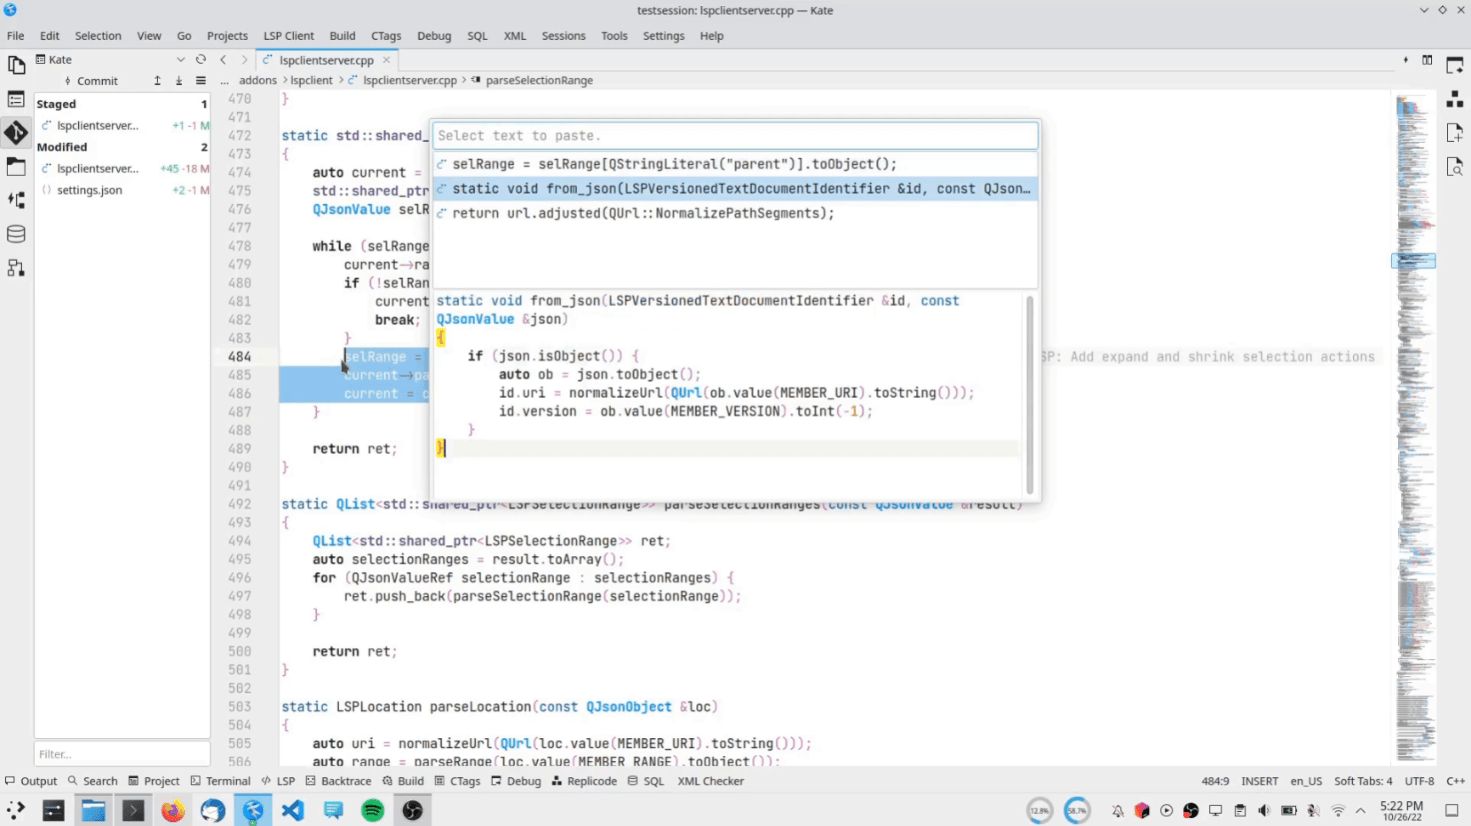 testsession: lspclientserver.cpp — Kate
File Edit Selection View Go Projects LSP Client Build CTags Debug SQL XML Sessions Tools Settings Help
Kate
lspclientserver.cpp
Commit
... addons > lspclient > lspclientserver.cpp > parseSelectionRange
Staged 1
lspclientserver... +1 -1 M
Modified 2
lspclientserver... +45 -18 M
settings.json +2 -1 M
Filter...
470 }
471
472 static std::shared_
473 {
474 auto current =
475 std::shared_ptr
476 QJsonValue selR
477
478 while (selRange
479 current->ra
480 if (!selRan
481 current
482 break;
483 }
484 selRange = SP: Add expand and shrink selection actions
485 current->pa
486 current = c
487 }
488
489 return ret;
490 }
491
492 static QList<std::shared_ptr<LSPSelectionRange>> parseSelectionRanges(const QJsonValue &result)
493 {
494 QList<std::shared_ptr<LSPSelectionRange>> ret;
495 auto selectionRanges = result.toArray();
496 for (QJsonValueRef selectionRange : selectionRanges) {
497 ret.push_back(parseSelectionRange(selectionRange));
498 }
499
500 return ret;
501 }
502
503 static LSPLocation parseLocation(const QJsonObject &loc)
504 {
505 auto uri = normalizeUrl(QUrl(loc.value(MEMBER_URI).toString()));
506 auto range = parseRange(loc.value(MEMBER_RANGE).toObject());
Select text to paste.
selRange = selRange[QStringLiteral("parent")].toObject();
static void from_json(LSPVersionedTextDocumentIdentifier &id, const QJson...
return url.adjusted(QUrl::NormalizePathSegments);
static void from_json(LSPVersionedTextDocumentIdentifier &id, const
QJsonValue &json)
{
if (json.isObject()) {
auto ob = json.toObject();
id.uri = normalizeUrl(QUrl(ob.value(MEMBER_URI).toString()));
id.version = ob.value(MEMBER_VERSION).toInt(-1);
}
}
Output Search Project Terminal LSP Backtrace Build CTags Debug Replicode SQL XML Checker 484:9 INSERT en_US Soft Tabs: 4 UTF-8 C++
12.8% 58.7% 5:22 PM
10/26/22